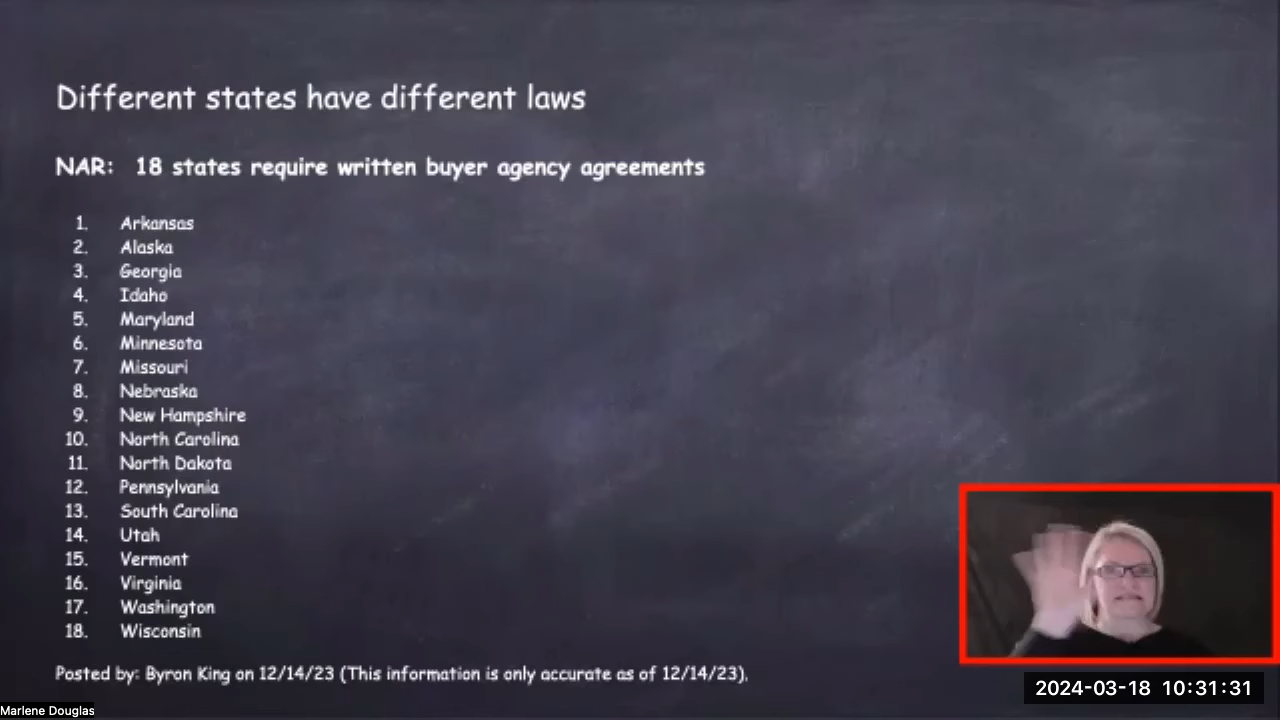 Different states have different laws
NAR: 18 states require written buyer agency agreements
1. Arkansas
2. Alaska
3. Georgia
4. Idaho
5. Maryland
6. Minnesota
7. Missouri
8. Nebraska
9. New Hampshire
10. North Carolina
11. North Dakota
12. Pennsylvania
13. South Carolina
14. Utah
15. Vermont
16. Virginia
17. Washington
18. Wisconsin
Posted by: Byron King on 12/14/23 (This information is only accurate as of 12/14/23).
2024-03-18 10:31:31
Marlene Douglas